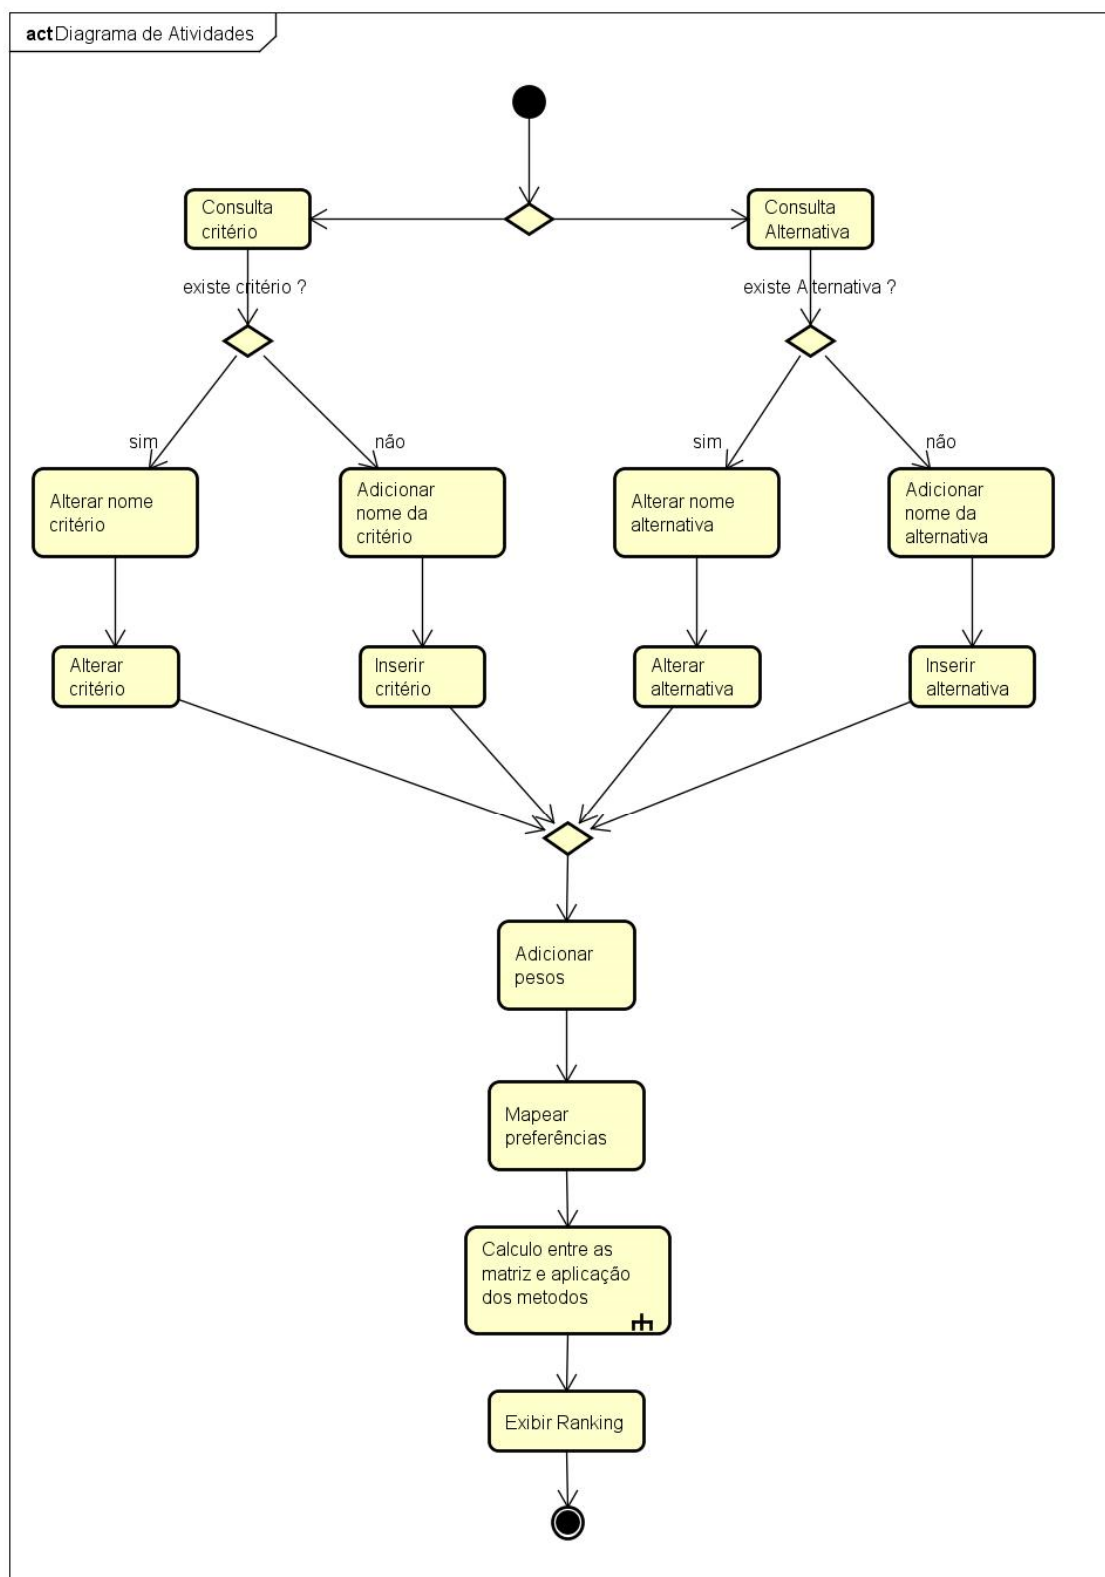 act Diagrama de Atividades
Consulta
critério
Consulta
Alternativa
existe critério ?
existe Alternativa ?
sim
não
sim
não
Alterar nome
critério
Adicionar
nome da
critério
Alterar nome
alternativa
Adicionar
nome da
alternativa
Alterar
critério
Inserir
critério
Alterar
alternativa
Inserir
alternativa
Adicionar
pesos
Mapear
preferências
Calculo entre as
matriz e aplicação
dos metodos
Exibir Ranking